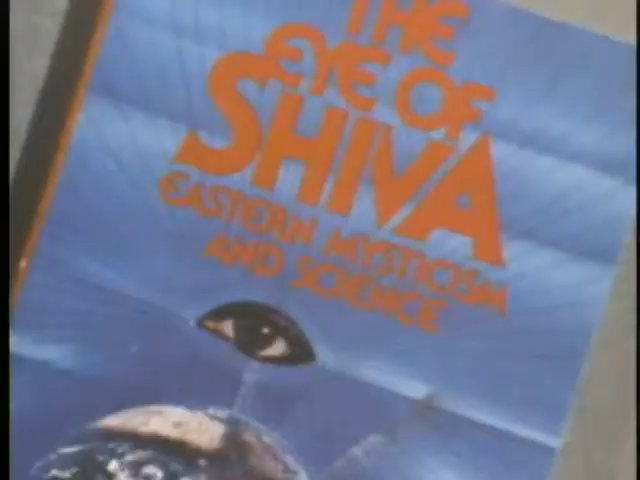 THE
EYE OF
SHIVA
EASTERN MYSTICISM
AND SCIENCE